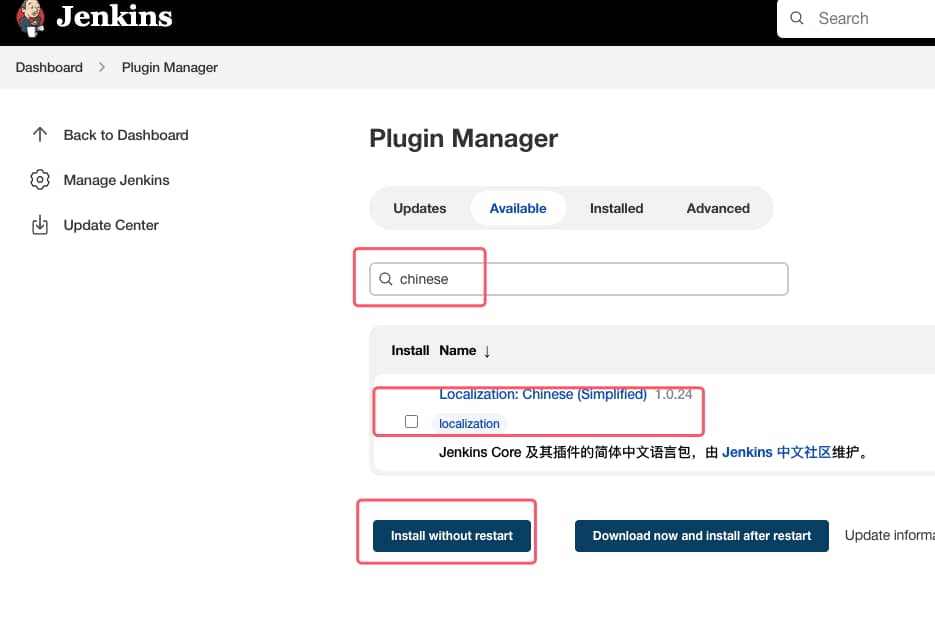 Jenkins
Search
Dashboard > Plugin Manager
Back to Dashboard
Manage Jenkins
Update Center
Plugin Manager
Updates Available Installed Advanced
chinese
Install Name ↓
Localization: Chinese (Simplified) 1.0.24
localization
Jenkins Core 及其插件的简体中文语言包，由 Jenkins 中文社区维护。
Install without restart Download now and install after restart Update informa